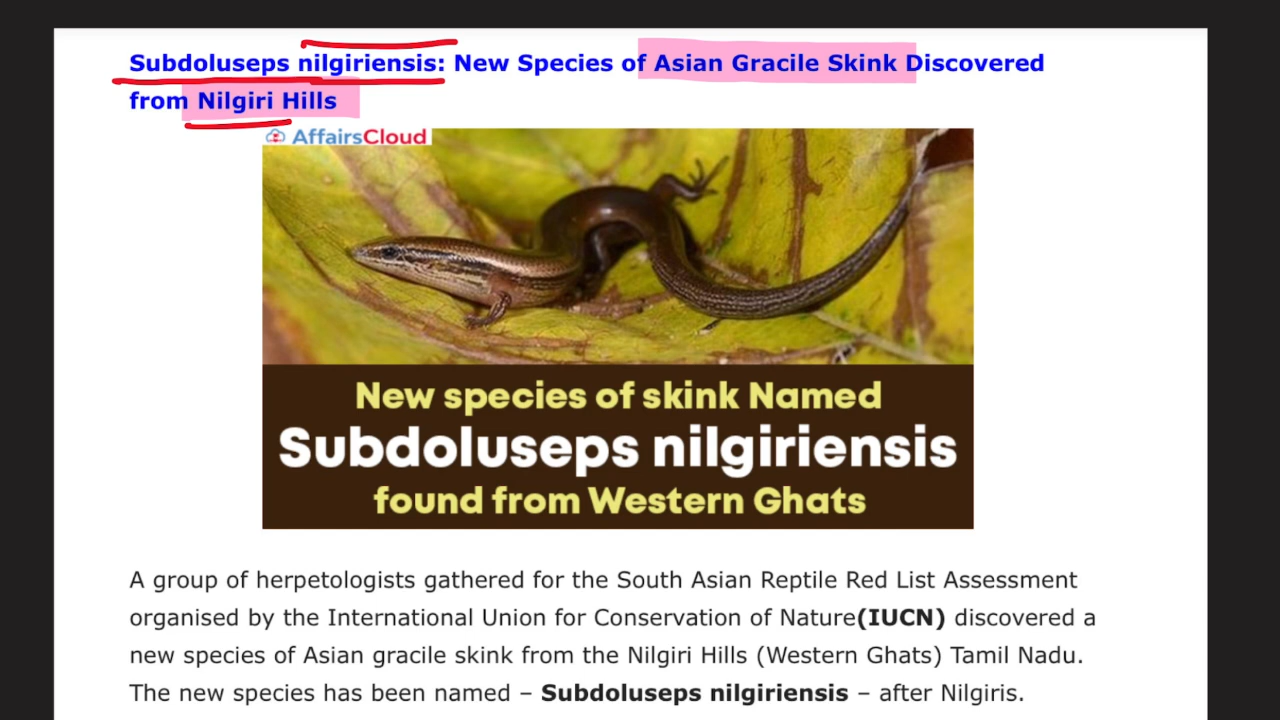 Subdoluseps nilgiriensis: New Species of Asian Gracile Skink Discovered
from Nilgiri Hills
AffairsCloud
New species of skink Named
Subdoluseps nilgiriensis
found from Western Ghats
A group of herpetologists gathered for the South Asian Reptile Red List Assessment
organised by the International Union for Conservation of Nature(IUCN) discovered a
new species of Asian gracile skink from the Nilgiri Hills (Western Ghats) Tamil Nadu.
The new species has been named – Subdoluseps nilgiriensis – after Nilgiris.